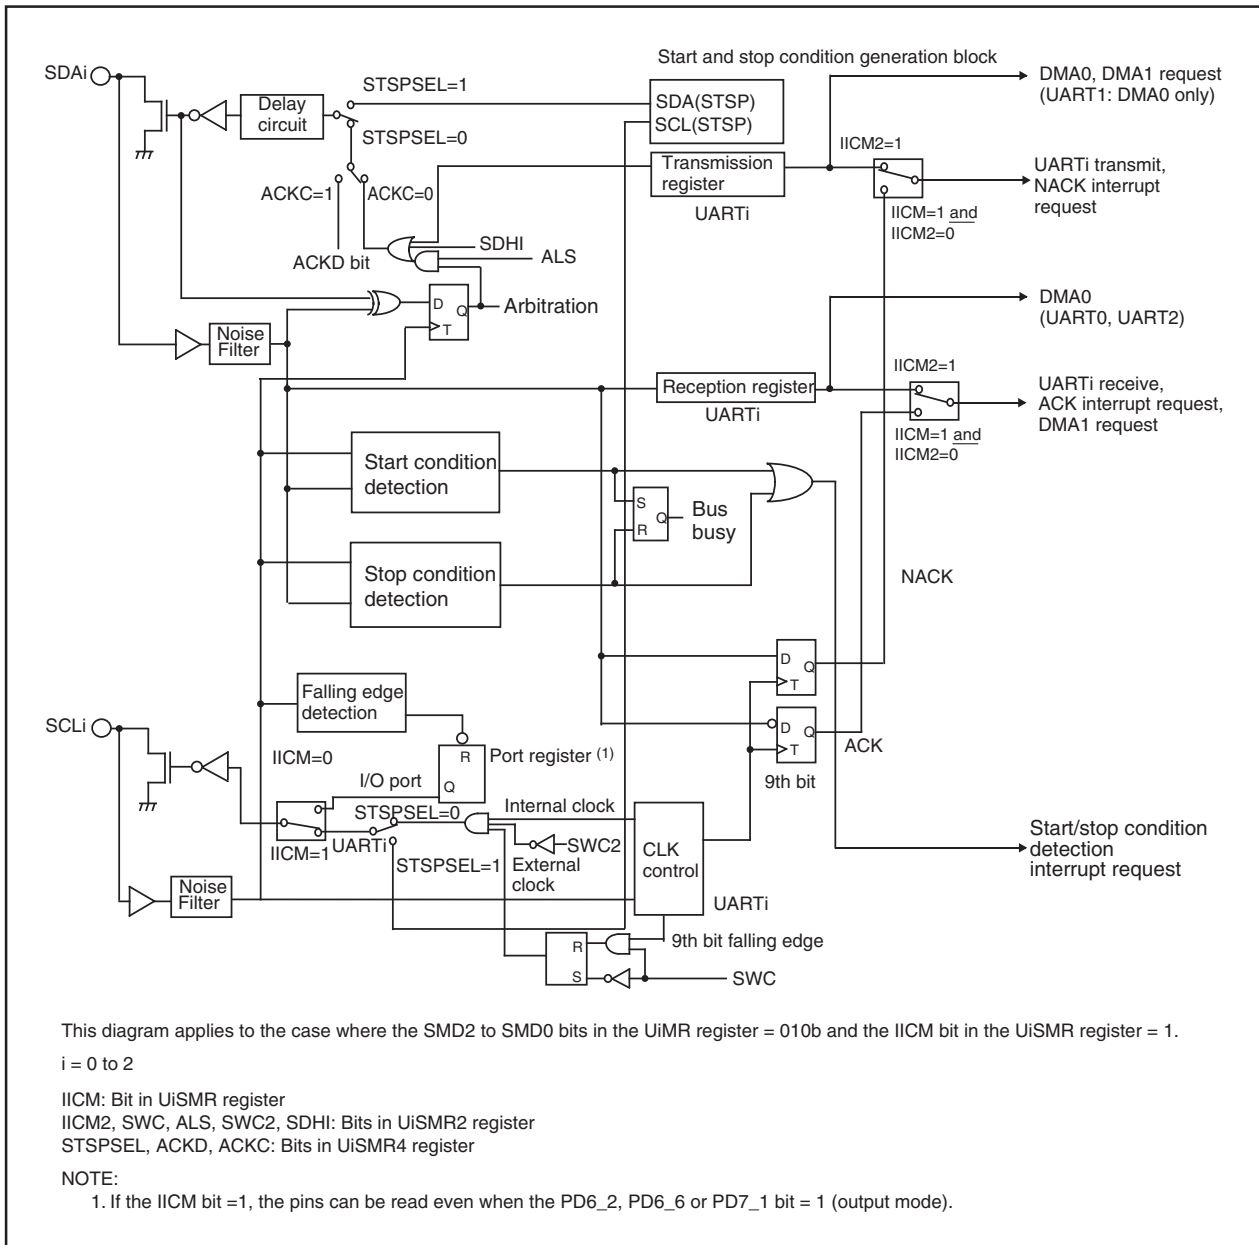 Start and stop condition generation block
SDAi
STSPSEL=1
Delay
circuit
STSPSEL=0
SDA(STSP)
SCL(STSP)
DMA0, DMA1 request
(UART1: DMA0 only)
ACKC=1
ACKC=0
ACKD bit
Transmission
register
UARTi
IICM2=1
IICM=1 and
IICM2=0
UARTi transmit,
NACK interrupt
request
SDHI
ALS
D
Q
T
Arbitration
Noise
Filter
DMA0
(UART0, UART2)
Reception register
UARTi
IICM2=1
IICM=1 and
IICM2=0
UARTi receive,
ACK interrupt request,
DMA1 request
Start condition
detection
S
Q
R
Bus
busy
Stop condition
detection
NACK
D
Q
T
D
Q
T
ACK
9th bit
Falling edge
detection
SCLi
R
Q
Port register (1)
IICM=0
I/O port
STSPSEL=0
IICM=1
UARTi
STSPSEL=1
Internal clock
SWC2
External
clock
CLK
control
UARTi
Start/stop condition
detection
interrupt request
Noise
Filter
R
S
9th bit falling edge
SWC
This diagram applies to the case where the SMD2 to SMD0 bits in the UiMR register = 010b and the IICM bit in the UiSMR register = 1.
i = 0 to 2
IICM: Bit in UiSMR register
IICM2, SWC, ALS, SWC2, SDHI: Bits in UiSMR2 register
STSPSEL, ACKD, ACKC: Bits in UiSMR4 register
NOTE:
1. If the IICM bit =1, the pins can be read even when the PD6_2, PD6_6 or PD7_1 bit = 1 (output mode).